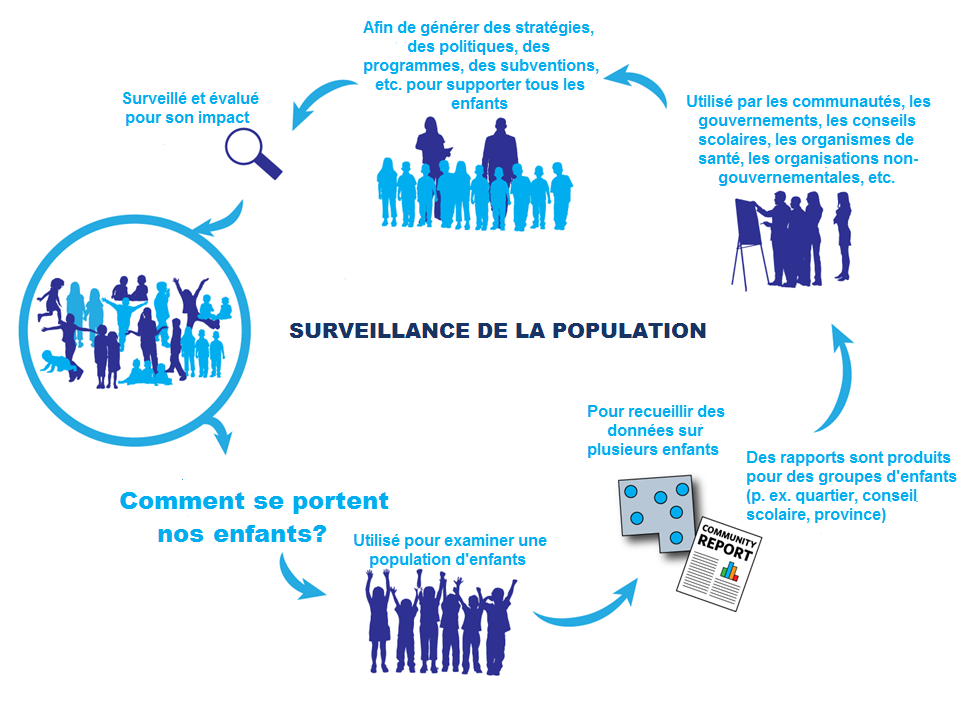 Afin de générer des stratégies,
des politiques, des
programmes, des subventions,
etc. pour supporter tous les
enfants
Surveillé et évalué
pour son impact
Utilisé par les communautés, les
gouvernements, les conseils
scolaires, les organismes de
santé, les organisations non-
gouvernementales, etc.
SURVEILLANCE DE LA POPULATION
Pour recueillir des
données sur
plusieurs enfants
Des rapports sont produits
pour des groupes d'enfants
(p. ex. quartier, conseil
scolaire, province)
COMMUNITY
REPORT
Comment se portent
nos enfants?
Utilisé pour examiner une
population d'enfants